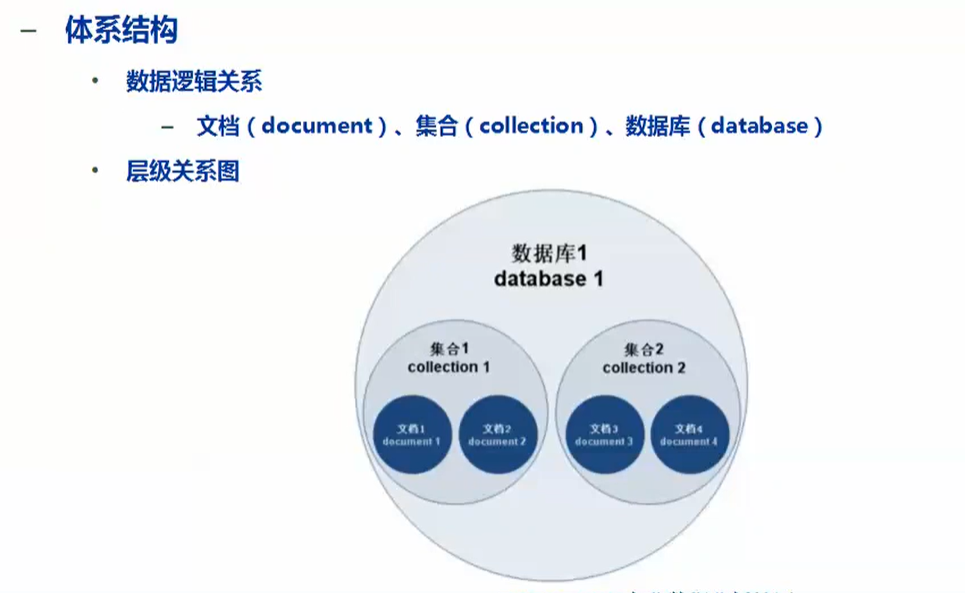 – 体系结构
• 数据逻辑关系
– 文档（document）、集合（collection）、数据库（database）
• 层级关系图
数据库1
database 1
集合1
collection 1
集合2
collection 2
文档1
document 1
文档2
document 2
文档3
document 3
文档4
document 4